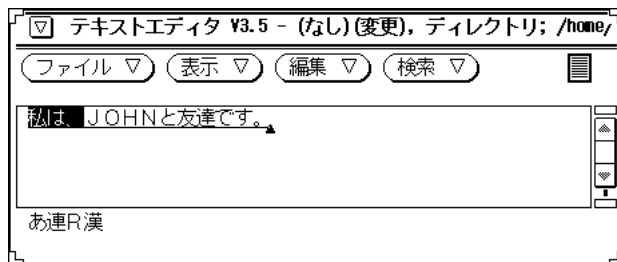 テキストエディタ V3.5 - (なし)(変更), ディレクトリ; /home/
ファイル ▽ 表示 ▽ 編集 ▽ 検索 ▽
私は、ＪＯＨＮと友達です。
あ連R漢